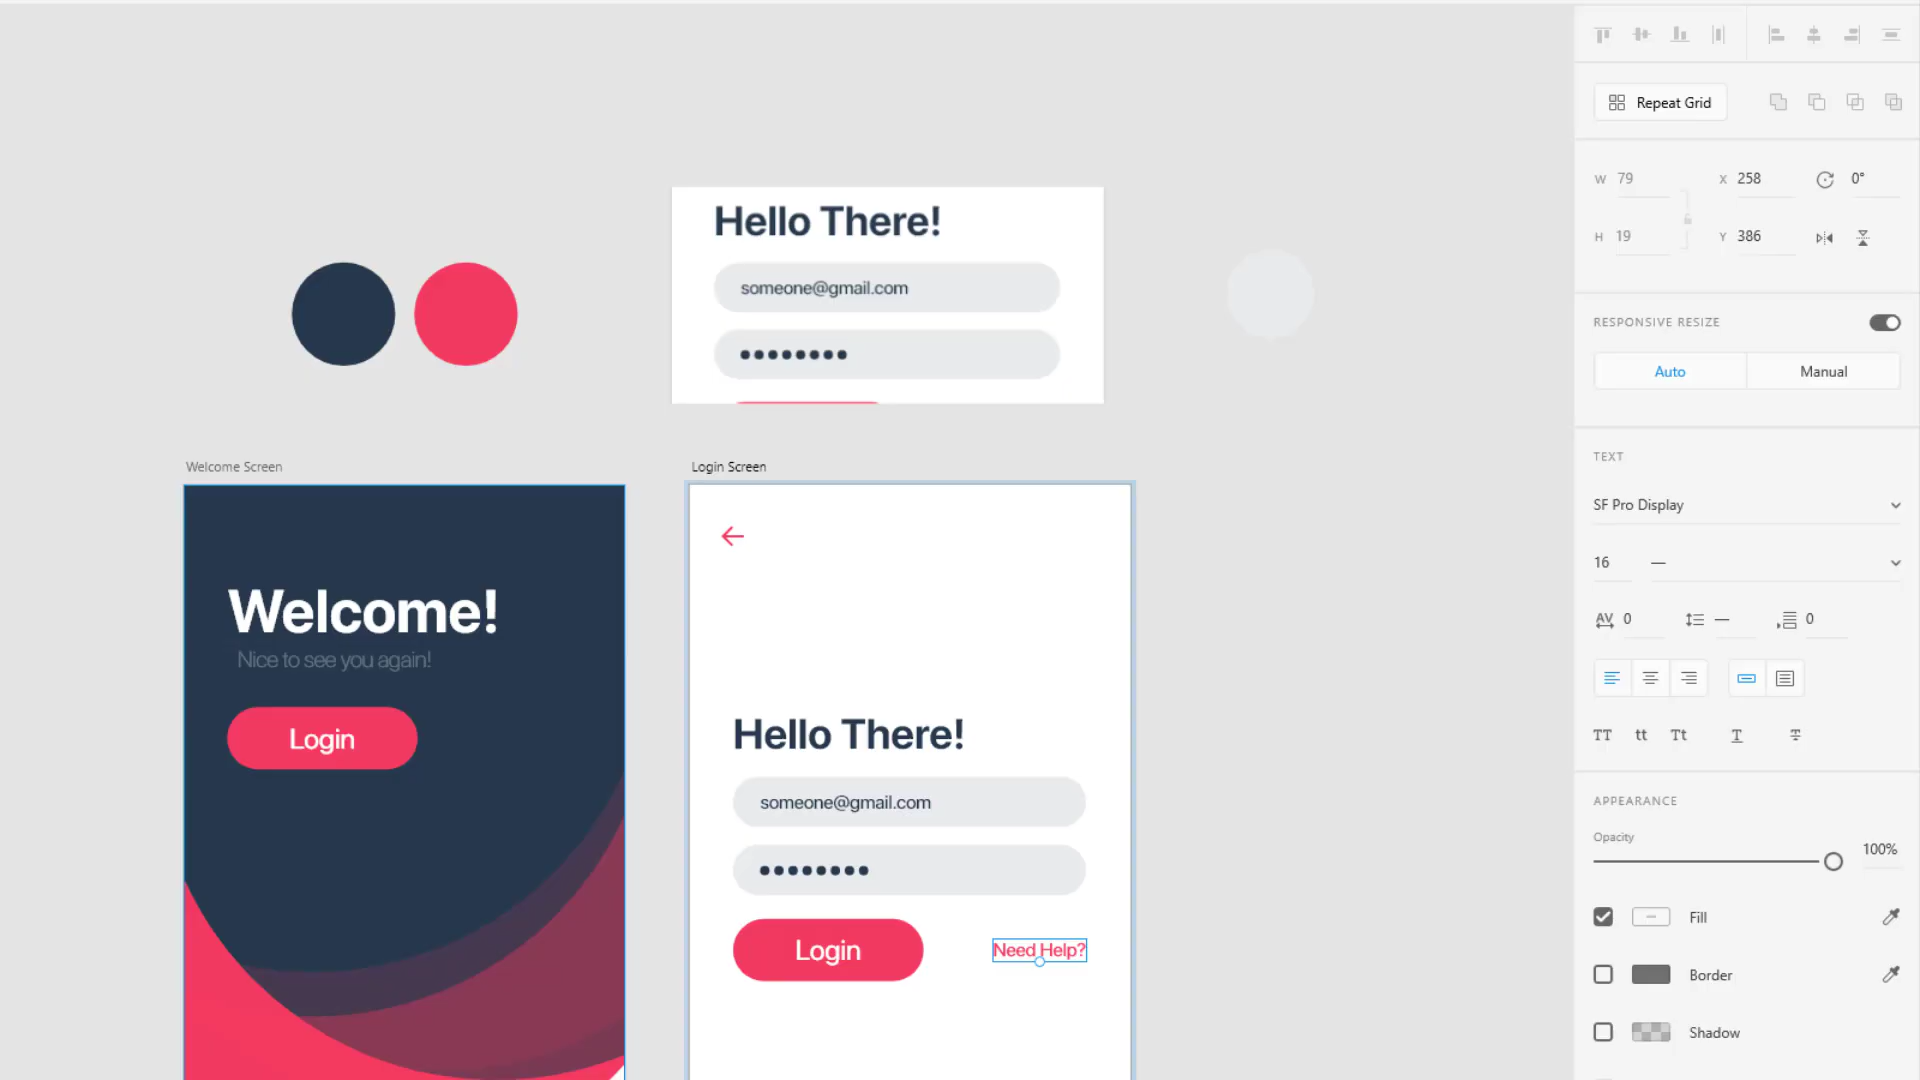 Repeat Grid
W 79 X 258 0°
H 19 Y 386
RESPONSIVE RESIZE
Auto Manual
TEXT
SF Pro Display
16 —
AV 0 — 0
TT tt Tt T T
APPEARANCE
Opacity
100%
Fill
Border
Shadow
Hello There!
someone@gmail.com
Welcome Screen
Welcome!
Nice to see you again!
Login
Login Screen
Hello There!
someone@gmail.com
Login
Need Help?